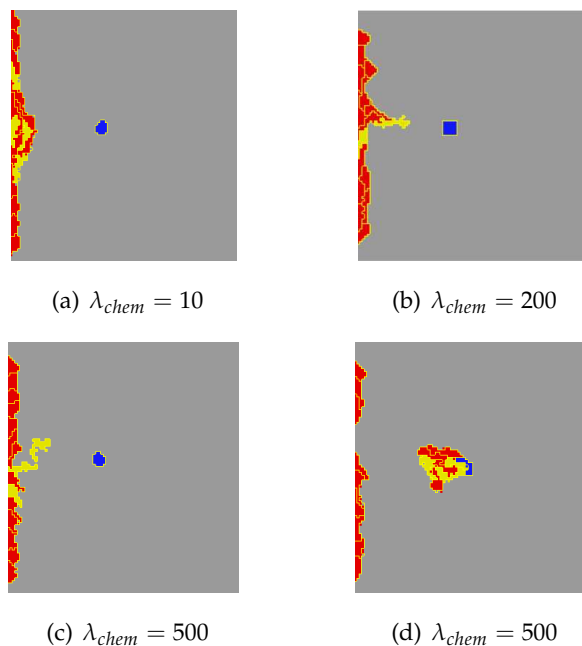 (a) λchem = 10
(b) λchem = 200
(c) λchem = 500
(d) λchem = 500